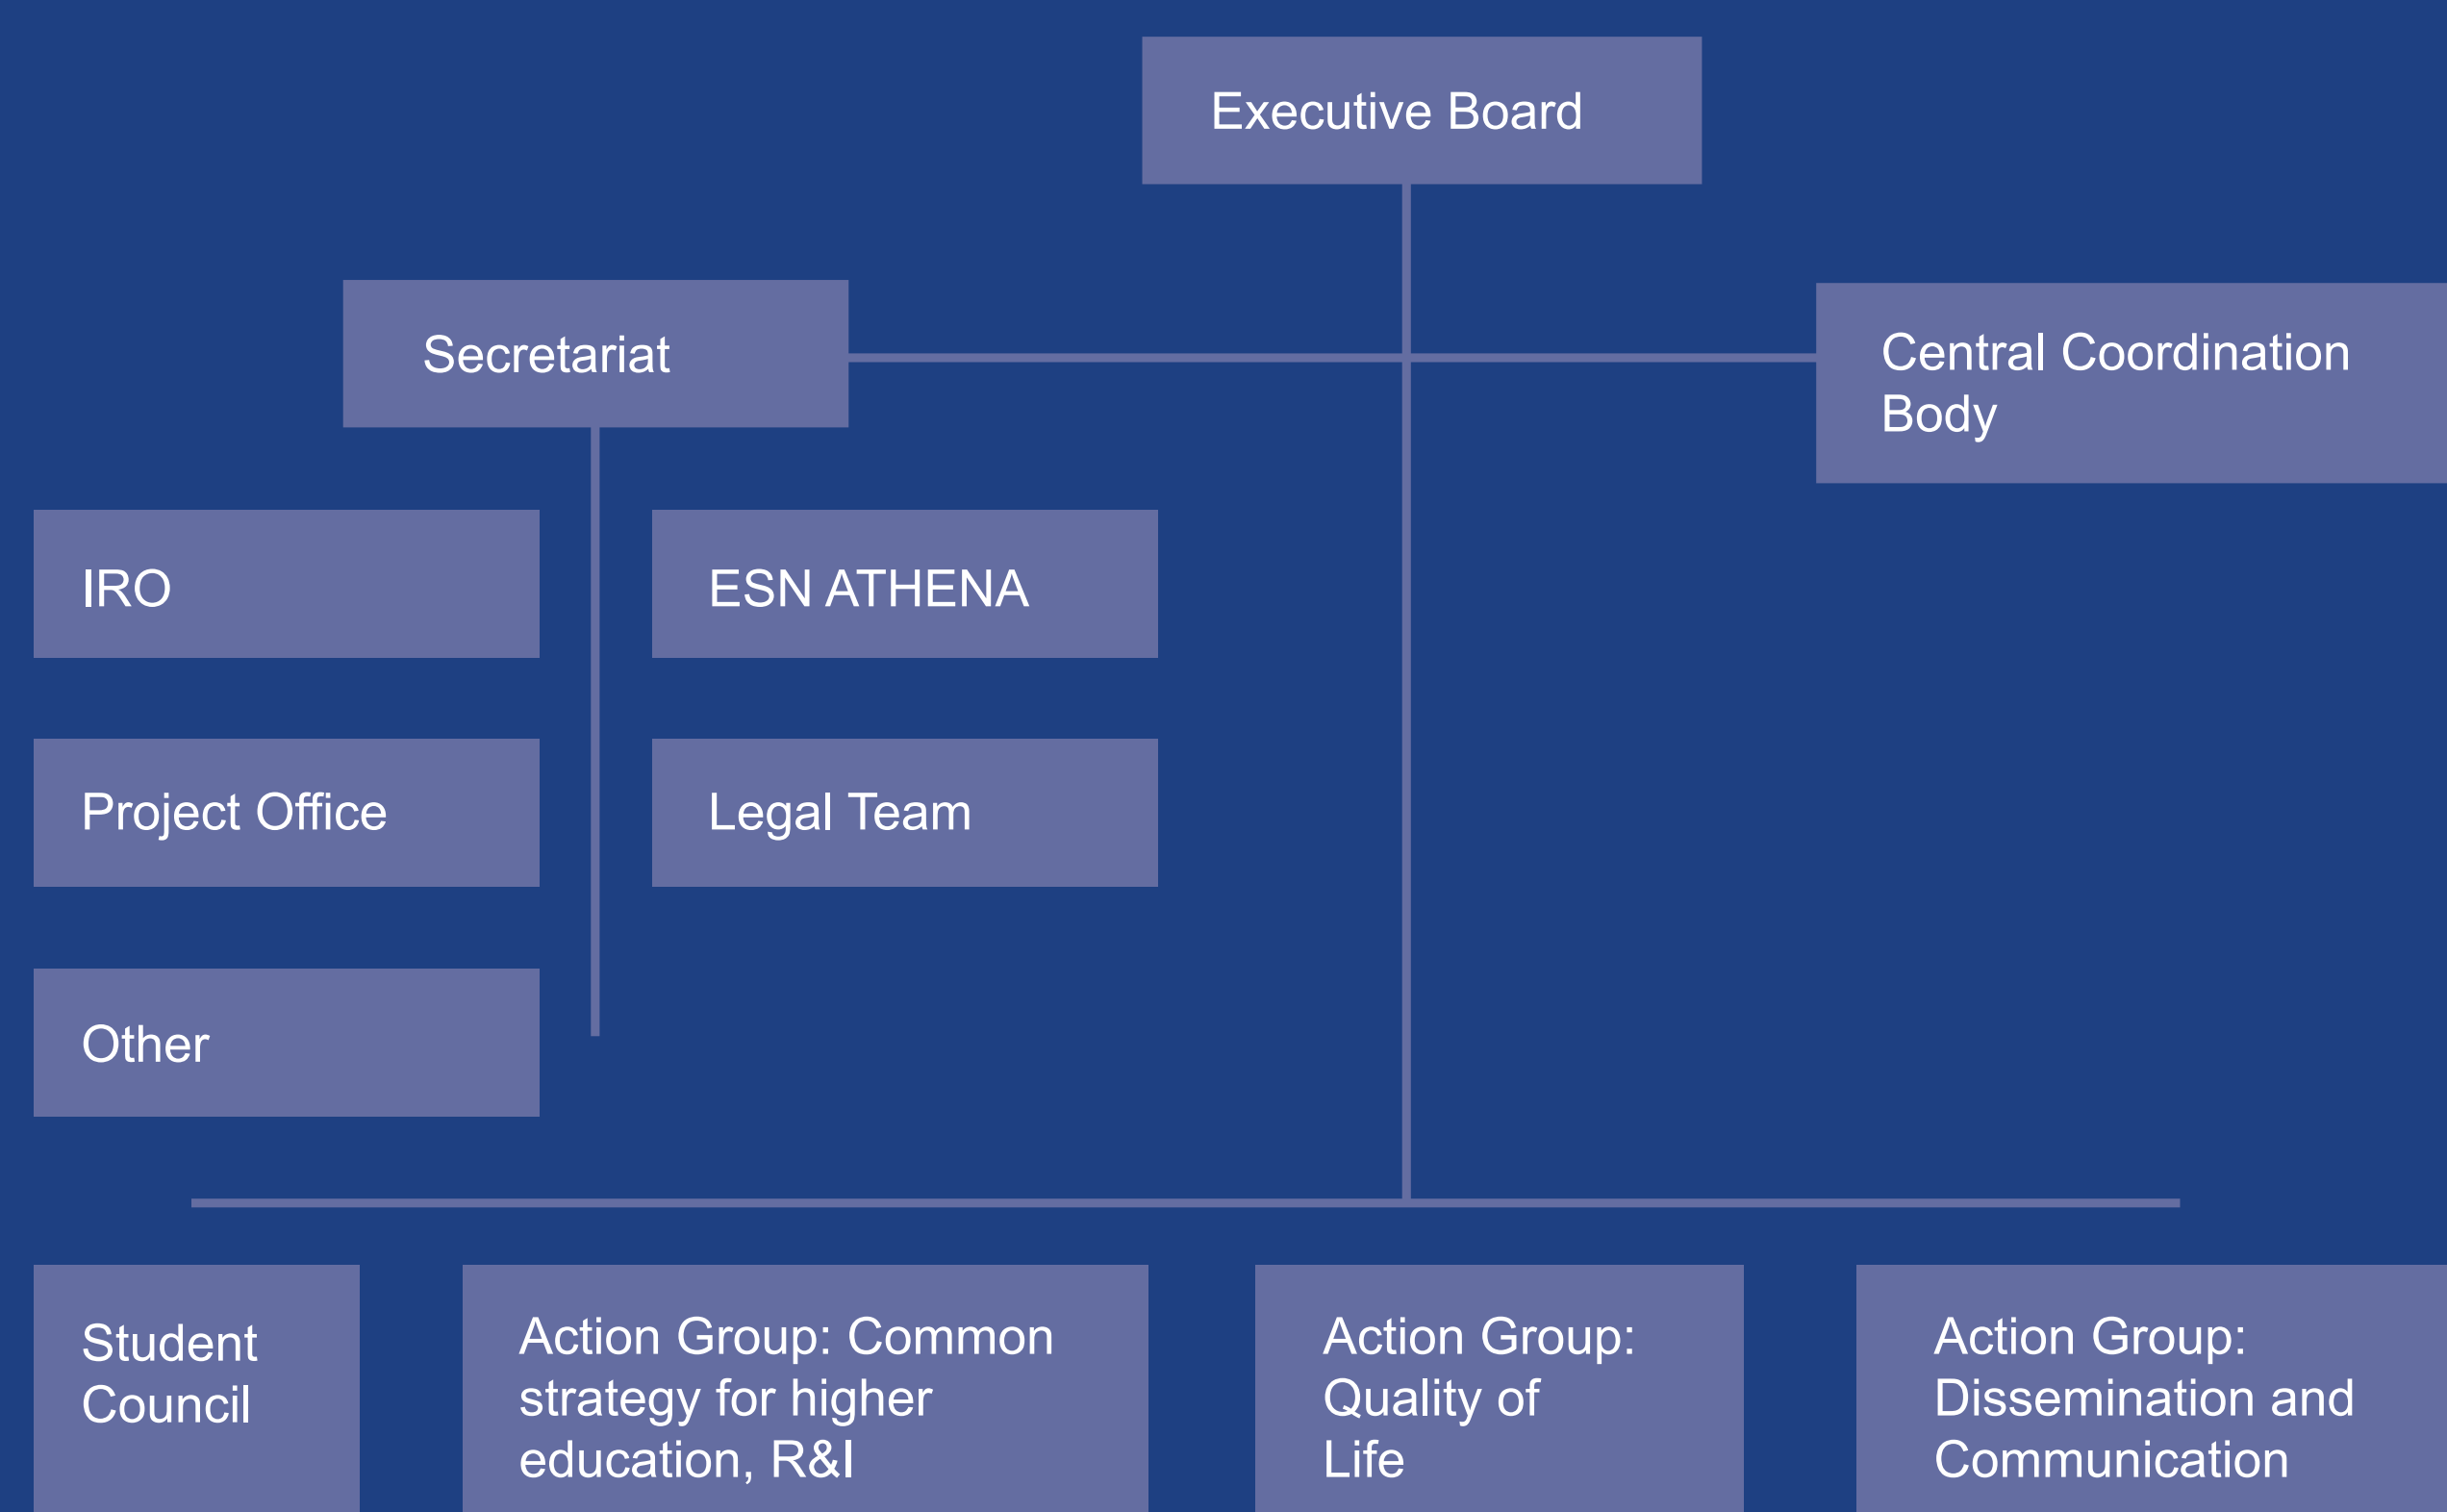 Executive Board
Secretariat
Central Coordination
Body
IRO
ESN ATHENA
Project Office
Legal Team
Other
Student
Council
Action Group: Common
strategy for higher
education, R&I
Action Group:
Quality of
Life
Action Group:
Dissemination and
Communication